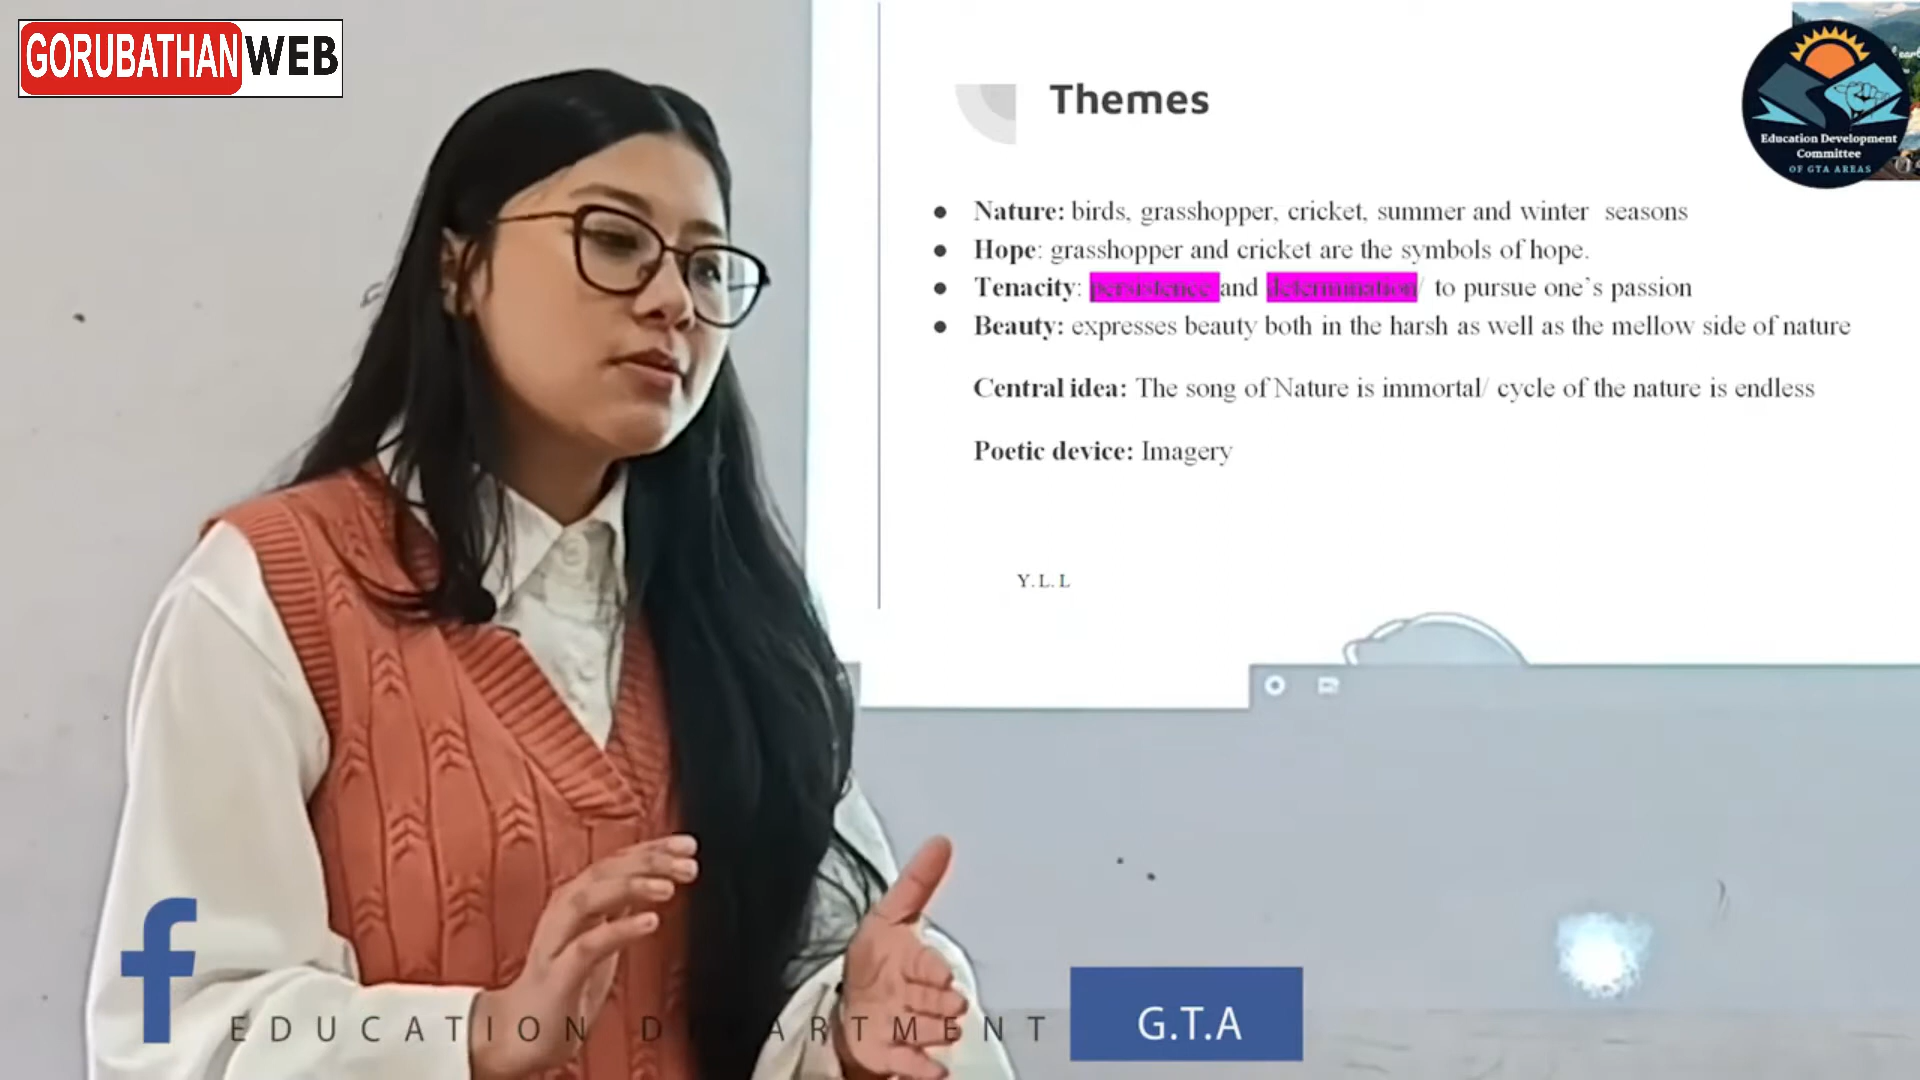 GORUBATHAN WEB
Education Development
Committee
OF GTA AREAS
Themes
● Nature: birds, grasshopper, cricket, summer and winter seasons
● Hope: grasshopper and cricket are the symbols of hope.
● Tenacity: persistence and determination/ to pursue one's passion
● Beauty: expresses beauty both in the harsh as well as the mellow side of nature
Central idea: The song of Nature is immortal/ cycle of the nature is endless
Poetic device: Imagery
Y.L.L
f
EDUCATION DEPARTMENT
G.T.A